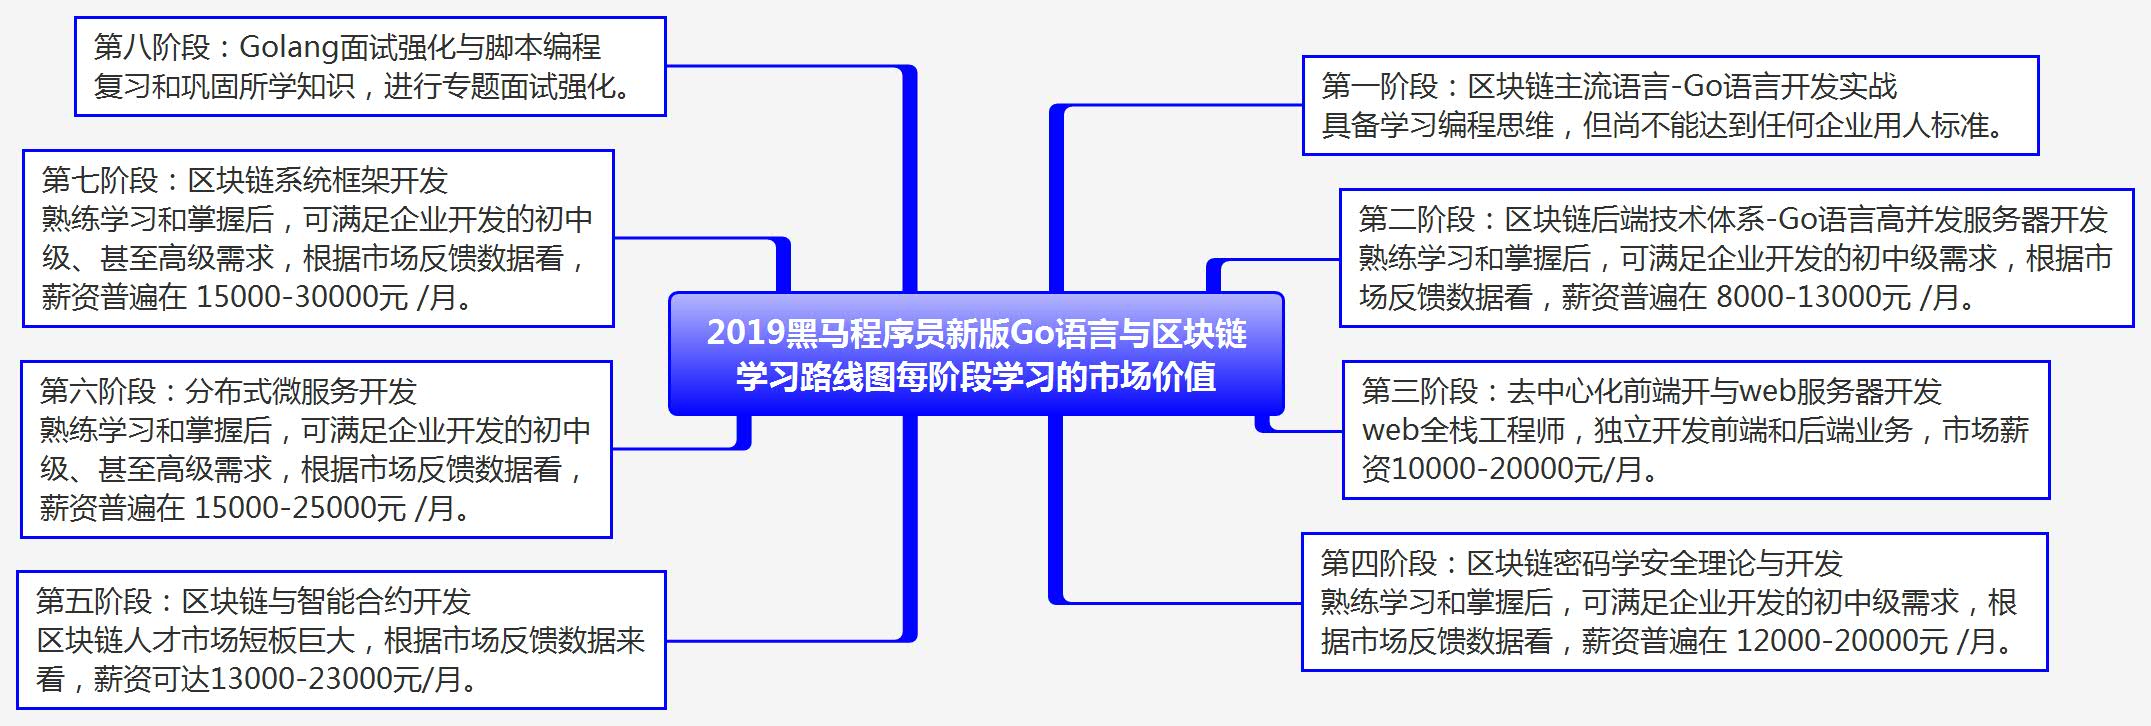 2019黑马程序员新版Go语言与区块链
学习路线图每阶段学习的市场价值
第一阶段：区块链主流语言-Go语言开发实战
具备学习编程思维，但尚不能达到任何企业用人标准。
第二阶段：区块链后端技术体系-Go语言高并发服务器开发
熟练学习和掌握后，可满足企业开发的初中级需求，根据市
场反馈数据看，薪资普遍在 8000-13000元 /月。
第三阶段：去中心化前端开与web服务器开发
web全栈工程师，独立开发前端和后端业务，市场薪
资10000-20000元/月。
第四阶段：区块链密码学安全理论与开发
熟练学习和掌握后，可满足企业开发的初中级需求，根
据市场反馈数据看，薪资普遍在 12000-20000元 /月。
第五阶段：区块链与智能合约开发
区块链人才市场短板巨大，根据市场反馈数据来
看，薪资可达13000-23000元/月。
第六阶段：分布式微服务开发
熟练学习和掌握后，可满足企业开发的初中
级、甚至高级需求，根据市场反馈数据看，
薪资普遍在 15000-25000元 /月。
第七阶段：区块链系统框架开发
熟练学习和掌握后，可满足企业开发的初中
级、甚至高级需求，根据市场反馈数据看，
薪资普遍在 15000-30000元 /月。
第八阶段：Golang面试强化与脚本编程
复习和巩固所学知识，进行专题面试强化。